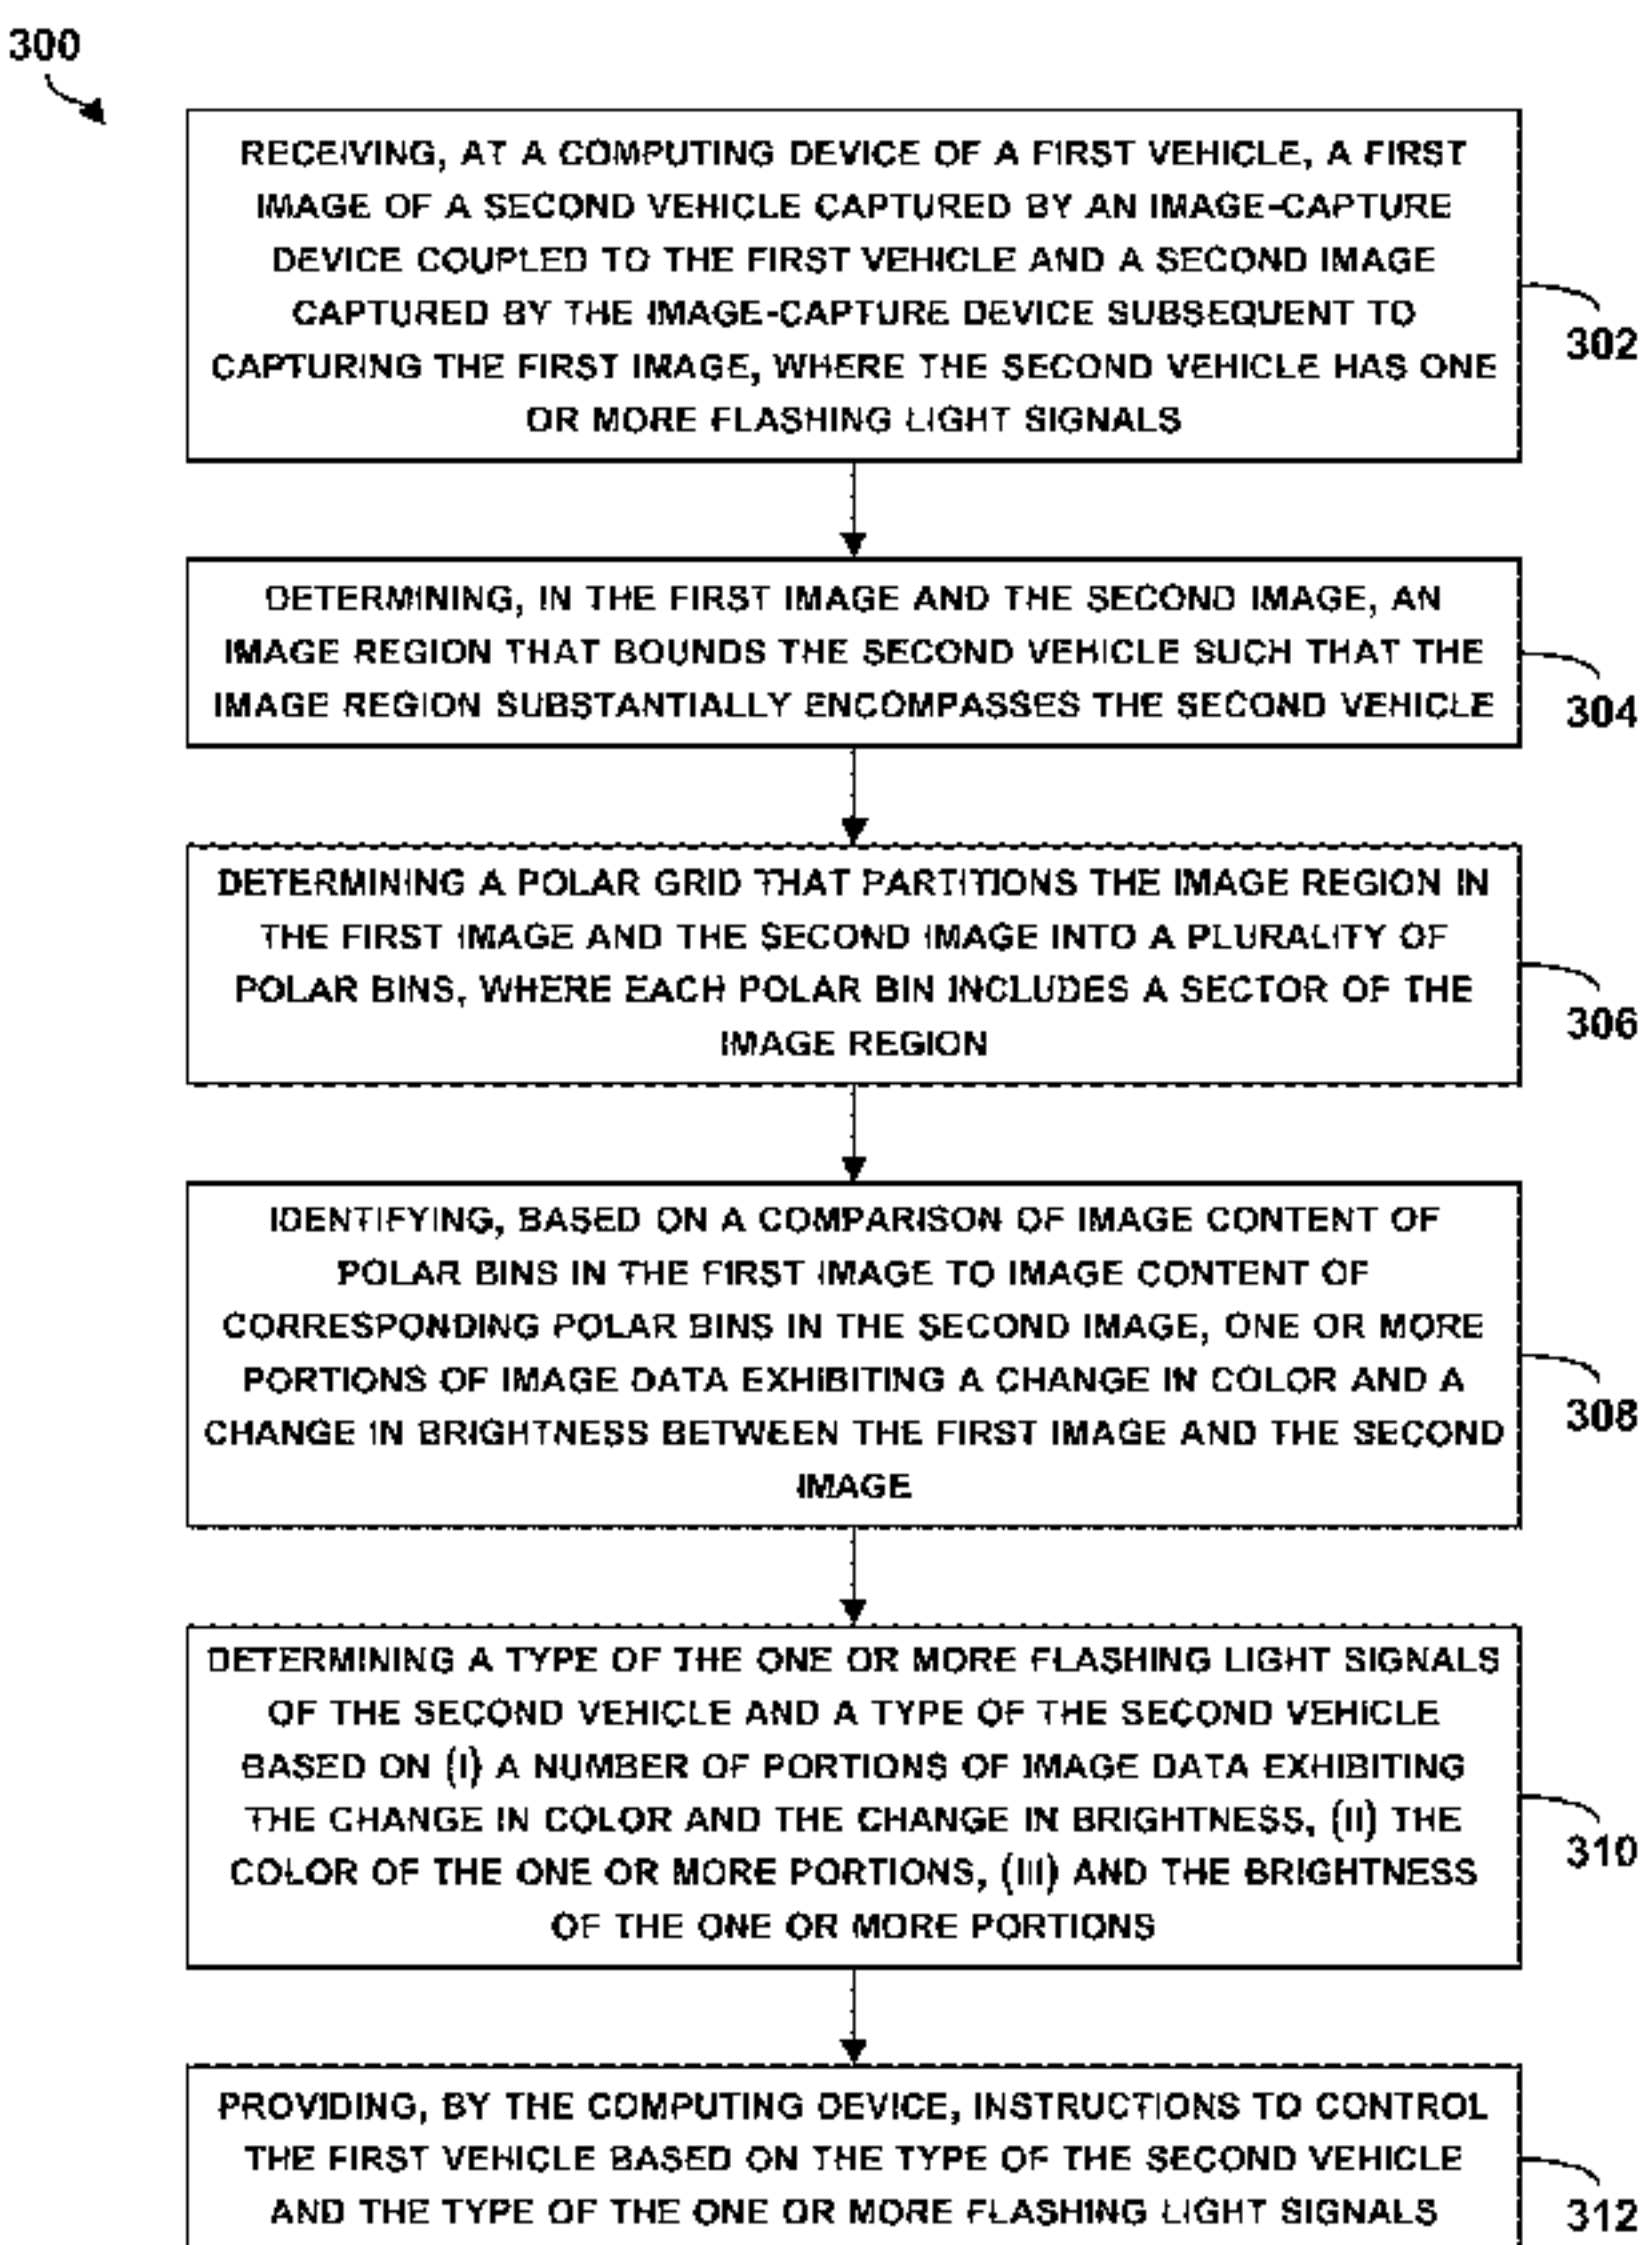 300
RECEIVING, AT A COMPUTING DEVICE OF A FIRST VEHICLE, A FIRST
IMAGE OF A SECOND VEHICLE CAPTURED BY AN IMAGE-CAPTURE
DEVICE COUPLED TO THE FIRST VEHICLE AND A SECOND IMAGE
CAPTURED BY THE IMAGE-CAPTURE DEVICE SUBSEQUENT TO
CAPTURING THE FIRST IMAGE, WHERE THE SECOND VEHICLE HAS ONE
OR MORE FLASHING LIGHT SIGNALS
302
DETERMINING, IN THE FIRST IMAGE AND THE SECOND IMAGE, AN
IMAGE REGION THAT BOUNDS THE SECOND VEHICLE SUCH THAT THE
IMAGE REGION SUBSTANTIALLY ENCOMPASSES THE SECOND VEHICLE
304
DETERMINING A POLAR GRID THAT PARTITIONS THE IMAGE REGION IN
THE FIRST IMAGE AND THE SECOND IMAGE INTO A PLURALITY OF
POLAR BINS, WHERE EACH POLAR BIN INCLUDES A SECTOR OF THE
IMAGE REGION
306
IDENTIFYING, BASED ON A COMPARISON OF IMAGE CONTENT OF
POLAR BINS IN THE FIRST IMAGE TO IMAGE CONTENT OF
CORRESPONDING POLAR BINS IN THE SECOND IMAGE, ONE OR MORE
PORTIONS OF IMAGE DATA EXHIBITING A CHANGE IN COLOR AND A
CHANGE IN BRIGHTNESS BETWEEN THE FIRST IMAGE AND THE SECOND
IMAGE
308
DETERMINING A TYPE OF THE ONE OR MORE FLASHING LIGHT SIGNALS
OF THE SECOND VEHICLE AND A TYPE OF THE SECOND VEHICLE
BASED ON (I) A NUMBER OF PORTIONS OF IMAGE DATA EXHIBITING
THE CHANGE IN COLOR AND THE CHANGE IN BRIGHTNESS, (II) THE
COLOR OF THE ONE OR MORE PORTIONS, (III) AND THE BRIGHTNESS
OF THE ONE OR MORE PORTIONS
310
PROVIDING, BY THE COMPUTING DEVICE, INSTRUCTIONS TO CONTROL
THE FIRST VEHICLE BASED ON THE TYPE OF THE SECOND VEHICLE
AND THE TYPE OF THE ONE OR MORE FLASHING LIGHT SIGNALS
312